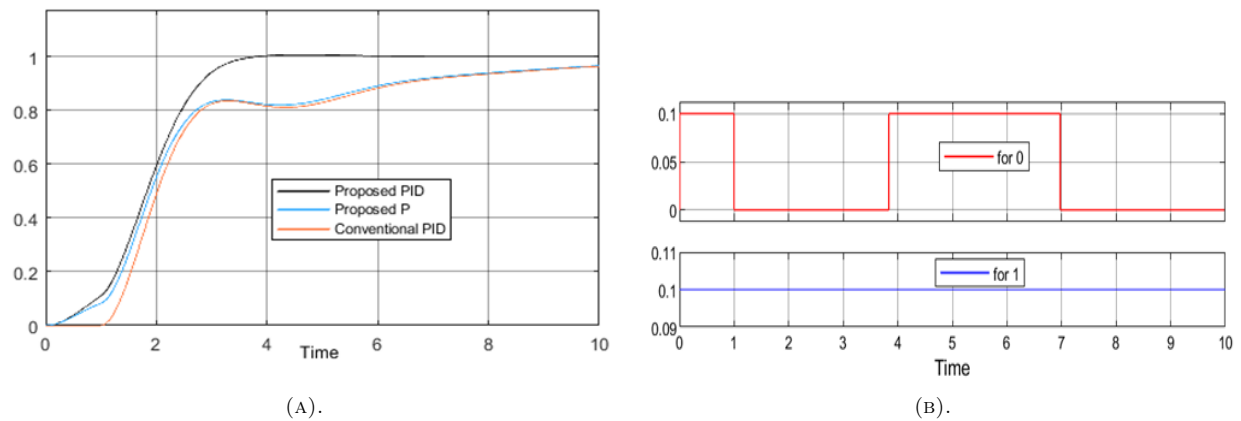 1
0.8
0.6
0.4
0.2
0
Proposed PID
Proposed P
Conventional PID
0 2 4 6 8 10
Time
(A).
0.1
0.05
0
for 0
0.11
0.1
0.09
for 1
0 1 2 3 4 5 6 7 8 9 10
Time
(B).